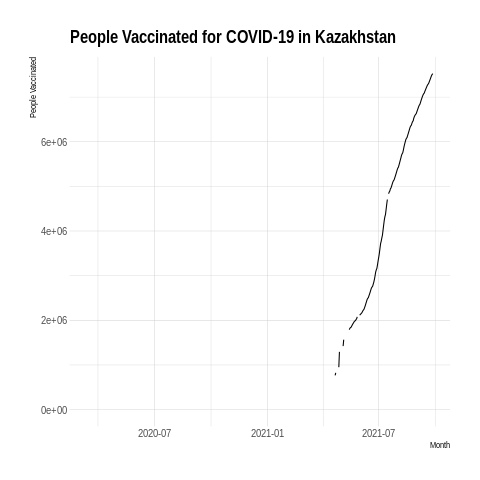 People Vaccinated for COVID-19 in Kazakhstan
People Vaccinated
6e+06
4e+06
2e+06
0e+00
2020-07 2021-01 2021-07
Month